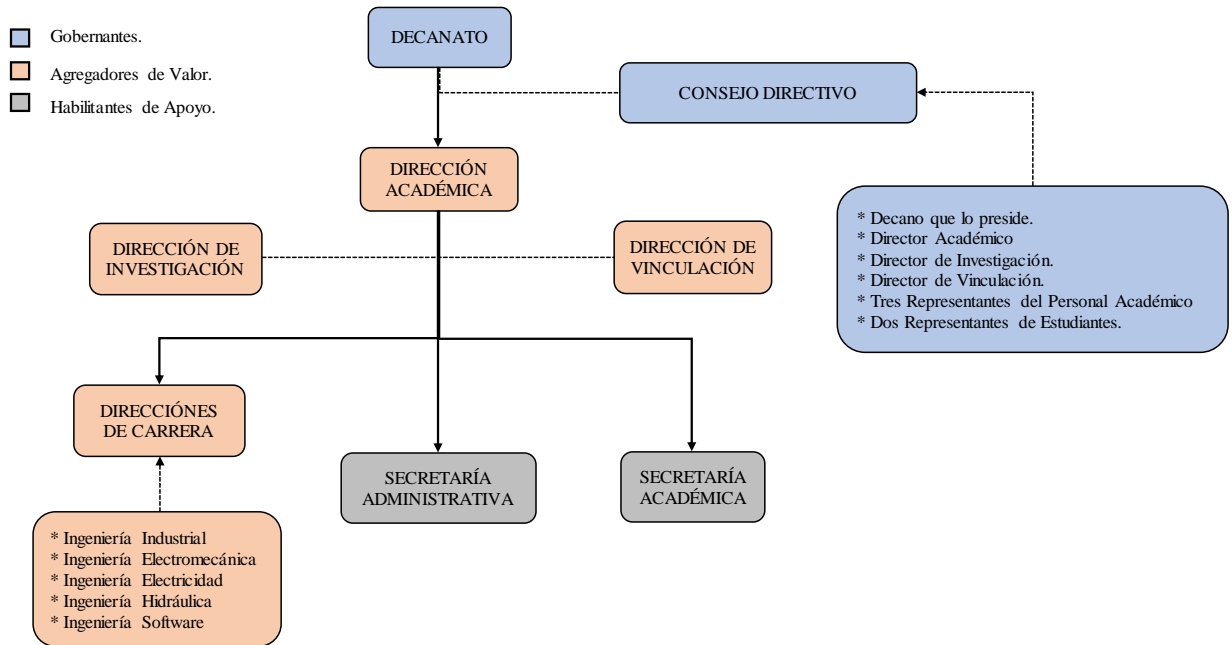 Gobernantes.
Agregadores de Valor.
Habilitantes de Apoyo.
DECANATO
CONSEJO DIRECTIVO
DIRECCIÓN
ACADÉMICA
* Decano que lo preside.
* Director Académico
* Director de Investigación.
* Director de Vinculación.
* Tres Representantes del Personal Académico
* Dos Representantes de Estudiantes.
DIRECCIÓN DE
INVESTIGACIÓN
DIRECCIÓN DE
VINCULACIÓN
DIRECCIÓNES
DE CARRERA
SECRETARÍA
ADMINISTRATIVA
SECRETARÍA
ACADÉMICA
* Ingeniería Industrial
* Ingeniería Electromecánica
* Ingeniería Electricidad
* Ingeniería Hidráulica
* Ingeniería Software